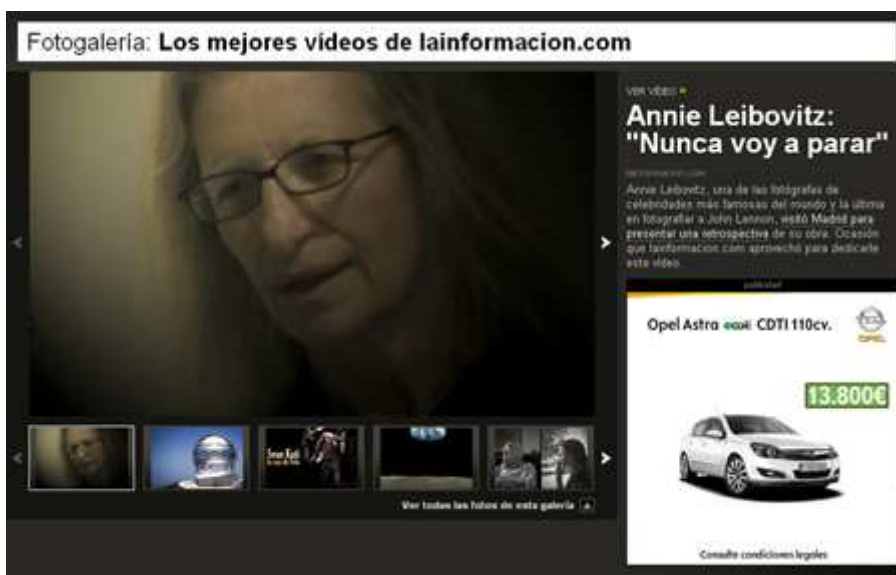 Fotogalería: Los mejores vídeos de lainformacion.com
VER VÍDEO
Annie Leibovitz:
"Nunca voy a parar"
LAINFORMACION.COM
Annie Leibovitz, una de las fotógrafas de
celebridades más famosas del mundo y la última
en fotografiar a John Lennon, visitó Madrid para
presentar una retrospectiva de su obra. Ocasión
que lainformacion.com aprovechó para dedicarle
este vídeo.
publicidad
Opel Astra CDTI 110cv.
OPEL
13.800€
Ver todas las fotos de esta galería
Consulte condiciones legales